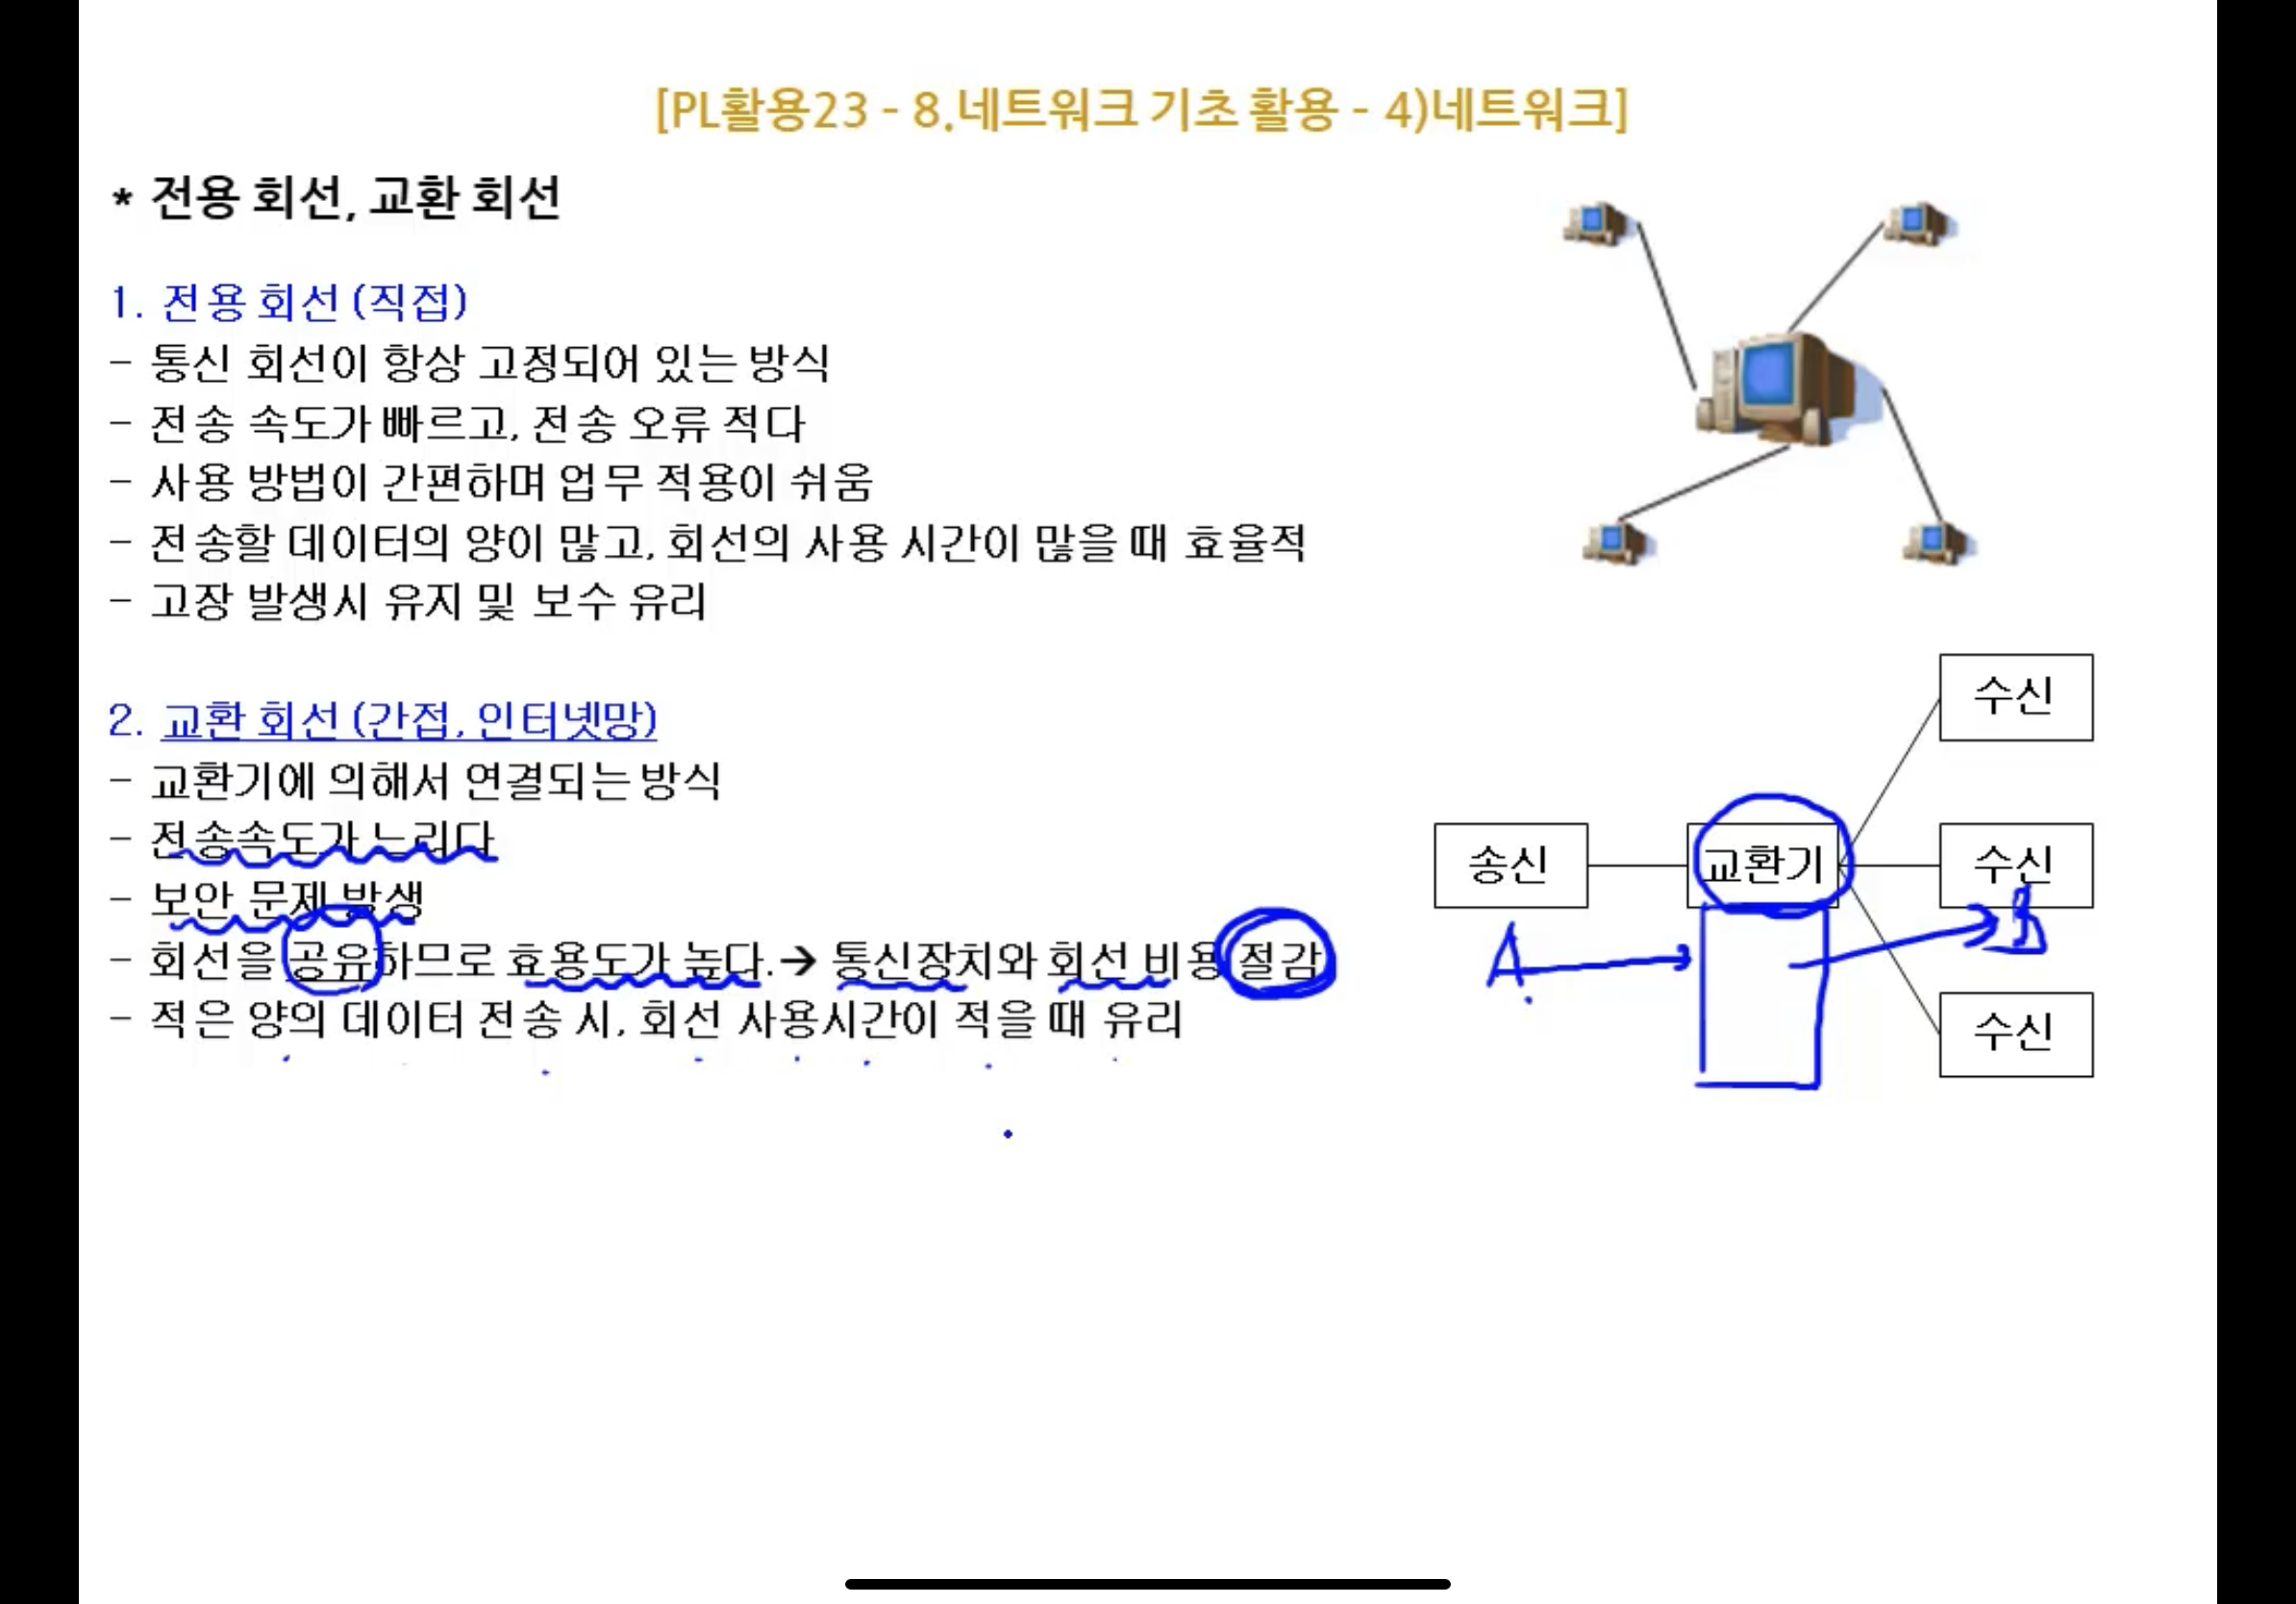 [PL활용23 - 8.네트워크 기초 활용 - 4)네트워크]
* 전용 회선, 교환 회선
1. 전용 회선 (직접)
- 통신 회선이 항상 고정되어 있는 방식
- 전송 속도가 빠르고, 전송 오류 적다
- 사용 방법이 간편하며 업무 적용이 쉬움
- 전송할 데이터의 양이 많고, 회선의 사용 시간이 많을 때 효율적
- 고장 발생시 유지 및 보수 유리
2. 교환 회선 (간접, 인터넷망)
- 교환기에 의해서 연결되는 방식
- 전송속도가 느리다
- 보안 문제 발생
- 회선을 공유하므로 효용도가 높다.→ 통신장치와 회선 비용 절감
- 적은 양의 데이터 전송 시, 회선 사용시간이 적을 때 유리
수신
송신 교환기 수신
A B
수신